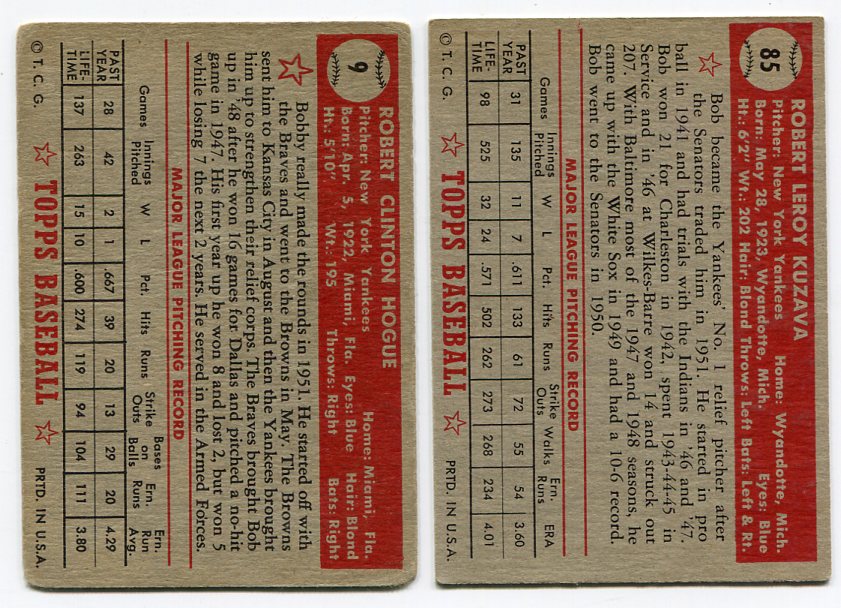 9
ROBERT CLINTON HOGUE
Pitcher: New York Yankees Home: Miami, Fla.
Born: Apr. 5, 1922, Miami, Fla. Eyes: Blue Hair: Blond
Ht.: 5'10" Wt.: 195 Throws: Right Bats: Right
Bobby really made the rounds in 1951. He started off with
the Braves and went to the Browns in May. The Browns
sent him to Kansas City in August and then the Yankees brought
him up to strengthen their relief corps. The Braves brought Bob
up in '48 after he won 16 games for Dallas and pitched a no-hit
game in 1947. His first year up he won 8 and lost 2, but won 5
while losing 7 the next 2 years. He served in the Armed Forces.
MAJOR LEAGUE PITCHING RECORD
Games Innings Pitched W L Pct. Hits Runs Strike Outs Bases on Balls Ern. Runs Ern. Run Avg.
PAST YEAR 28 42 2 1 .667 39 20 13 29 20 4.29
LIFE-TIME 137 263 15 10 .600 274 119 94 104 111 3.80
© T. C. G. TOPPS BASEBALL PRTD. IN U.S.A.
85
ROBERT LEROY KUZAVA
Pitcher: New York Yankees Home: Wyandotte, Mich.
Born: May 28, 1923, Wyandotte, Mich. Eyes: Blue
Ht.: 6'2" Wt.: 202 Hair: Blond Throws: Left Bats: Left & Rt.
Bob became the Yankees' No. 1 relief pitcher after
the Senators traded him in 1951. He started in pro
ball in 1941 and had trials with the Indians in '46 and '47.
Bob won 21 for Charleston in 1942, spent 1943-44-45 in
Service and in '46 at Wilkes-Barre won 14 and struck out
207. With Baltimore most of the 1947 and 1948 seasons, he
came up with the White Sox in 1949 and had a 10-6 record.
Bob went to the Senators in 1950.
MAJOR LEAGUE PITCHING RECORD
Games Innings Pitched W L Pct. Hits Runs Strike Outs Walks Ern. Runs ERA
PAST YEAR 31 135 11 7 .611 133 61 72 55 54 3.60
LIFE-TIME 98 525 32 24 .571 502 262 273 268 234 4.01
© T. C. G. TOPPS BASEBALL PRTD. IN U.S.A.